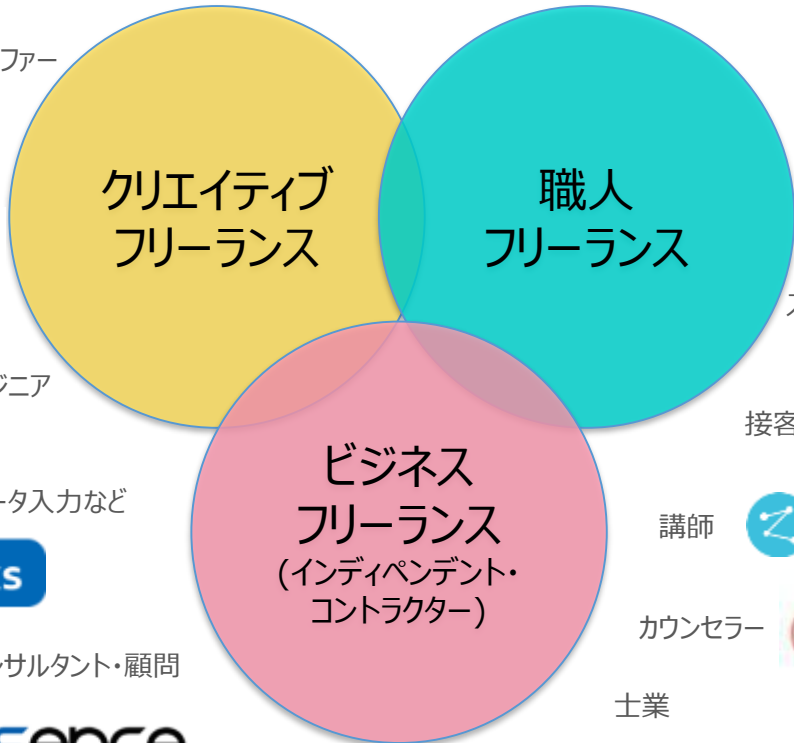 ファー
クリエイティブ
フリーランス
職人
フリーランス
ジニア
接客
ータ入力など
ビジネス
フリーランス
(インディペンデント・
コントラクター)
講師
ks
カウンセラー
ンサルタント・顧問
士業